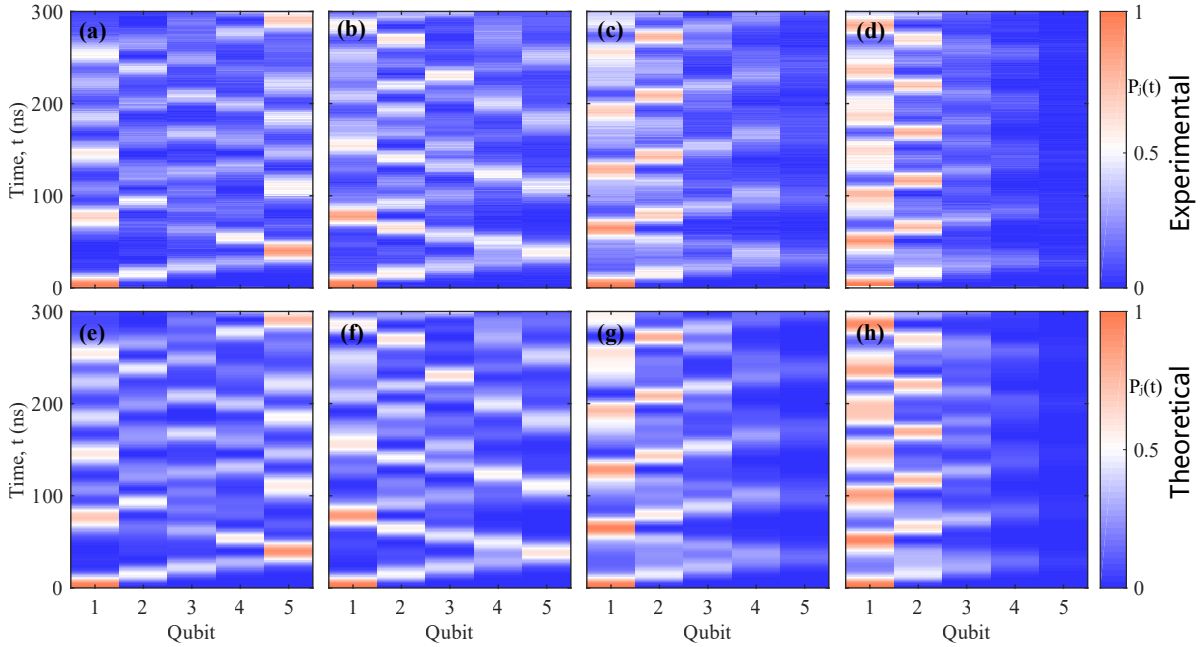 (a) (b) (c) (d)
300
200
100
0
Time, t (ns)
1
Pj(t)
0.5
0
Experimental
(e) (f) (g) (h)
300
200
100
0
Time, t (ns)
1
Pj(t)
0.5
0
Theoretical
1 2 3 4 5 1 2 3 4 5 1 2 3 4 5 1 2 3 4 5
Qubit Qubit Qubit Qubit